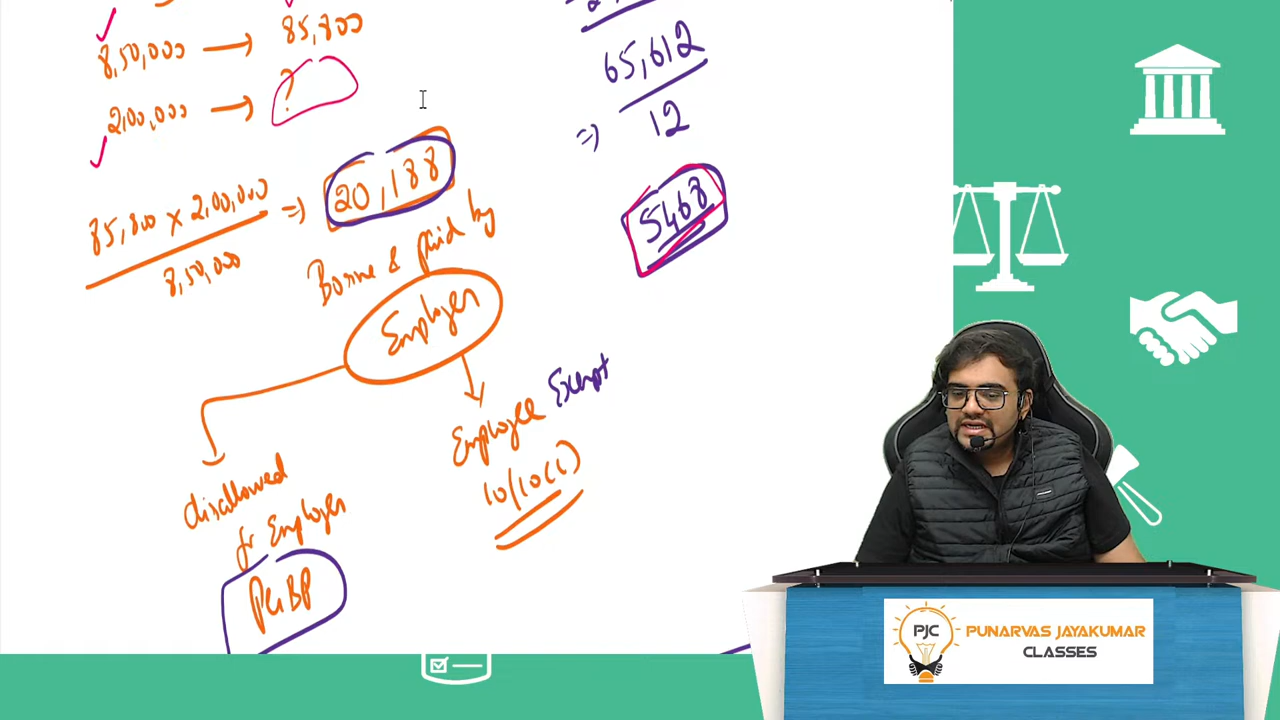 8,50,000 → 85,800
2,00,000 → ?
85,800 × 2,00,000 => 20,188
8,50,000
Borne & paid by
Employer
disallowed
for Employer
PGBP
Employee Exempt
10(10CC)
65,612
=> 12
5468
PJC PUNARVAS JAYAKUMAR
CLASSES